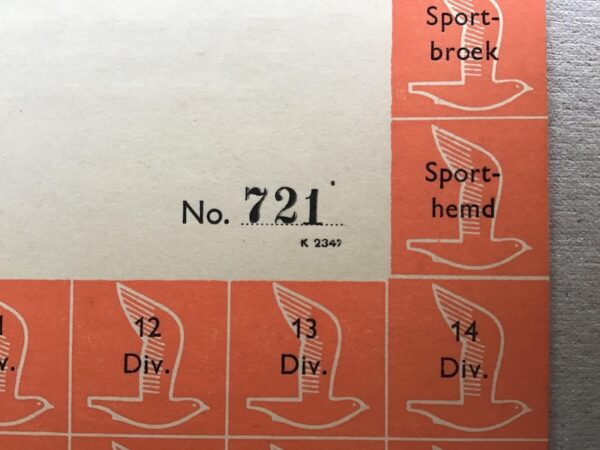 Sport-
broek
Sport-
hemd
No. 721
K 2347
12
Div.
13
Div.
14
Div.